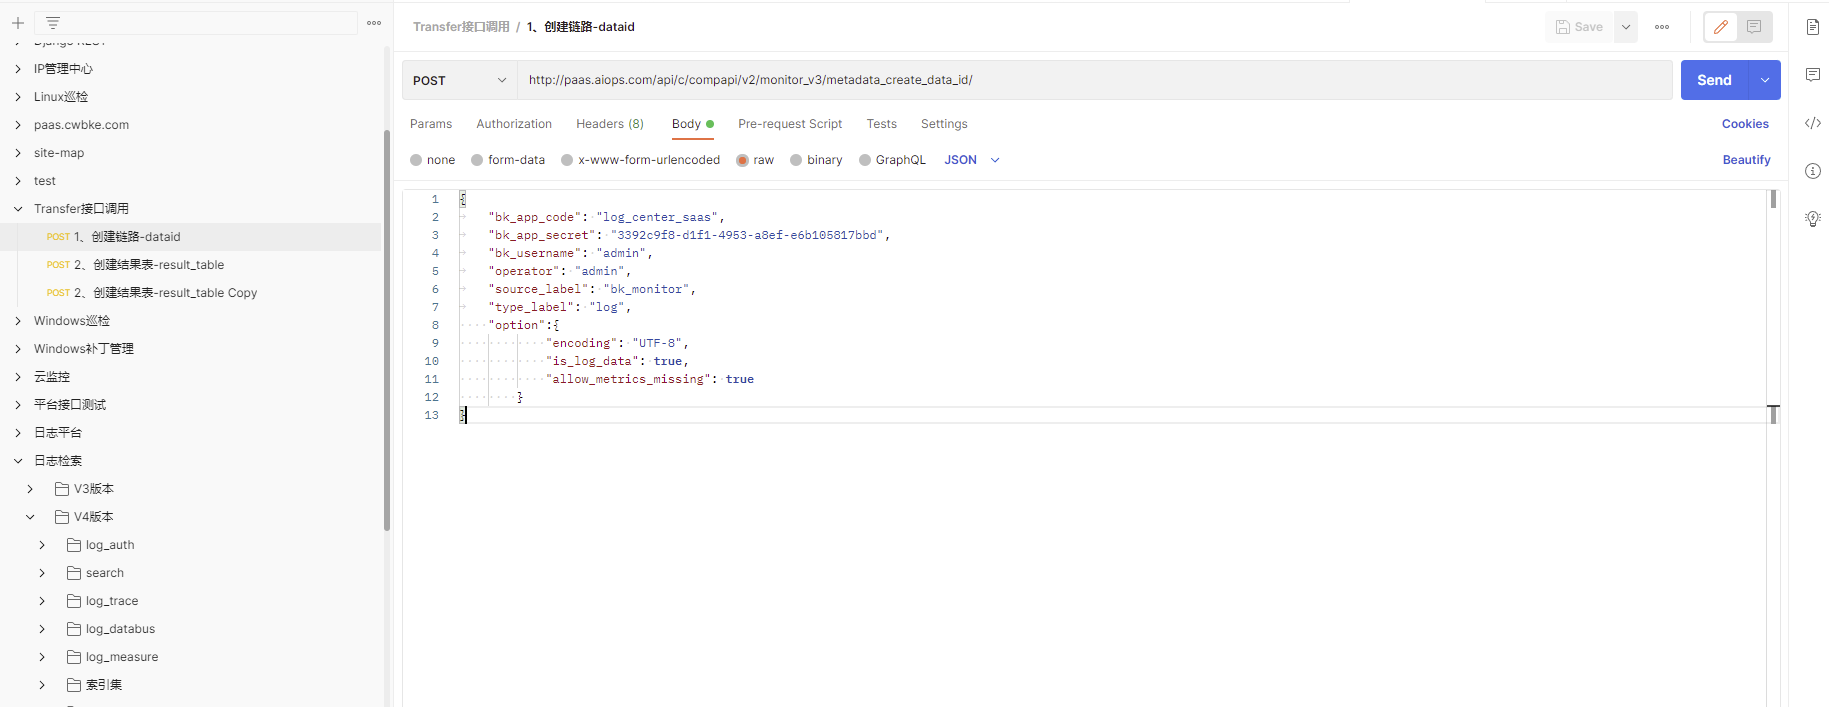 Django REST
IP管理中心
Linux巡检
paas.cwbke.com
site-map
test
Transfer接口调用
POST 1、创建链路-dataid
POST 2、创建结果表-result_table
POST 2、创建结果表-result_table Copy
Windows巡检
Windows补丁管理
云监控
平台接口测试
日志平台
日志检索
V3版本
V4版本
log_auth
search
log_trace
log_databus
log_measure
索引集
Transfer接口调用 / 1、创建链路-dataid
Save
POST http://paas.aiops.com/api/c/compapi/v2/monitor_v3/metadata_create_data_id/ Send
Params Authorization Headers (8) Body Pre-request Script Tests Settings Cookies
none form-data x-www-form-urlencoded raw binary GraphQL JSON Beautify
1 {
2 "bk_app_code": "log_center_saas",
3 "bk_app_secret": "3392c9f8-d1f1-4953-a8ef-e6b105817bbd",
4 "bk_username": "admin",
5 "operator": "admin",
6 "source_label": "bk_monitor",
7 "type_label": "log",
8 "option":{
9 "encoding": "UTF-8",
10 "is_log_data": true,
11 "allow_metrics_missing": true
12 }
13 }